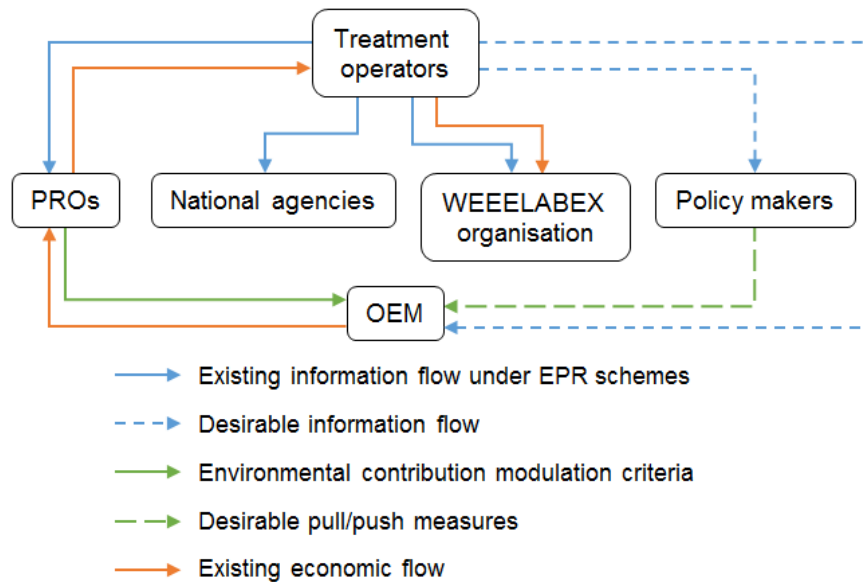 Treatment
operators
PROs
National agencies
WEEELABEX
organisation
Policy makers
OEM
Existing information flow under EPR schemes
Desirable information flow
Environmental contribution modulation criteria
Desirable pull/push measures
Existing economic flow